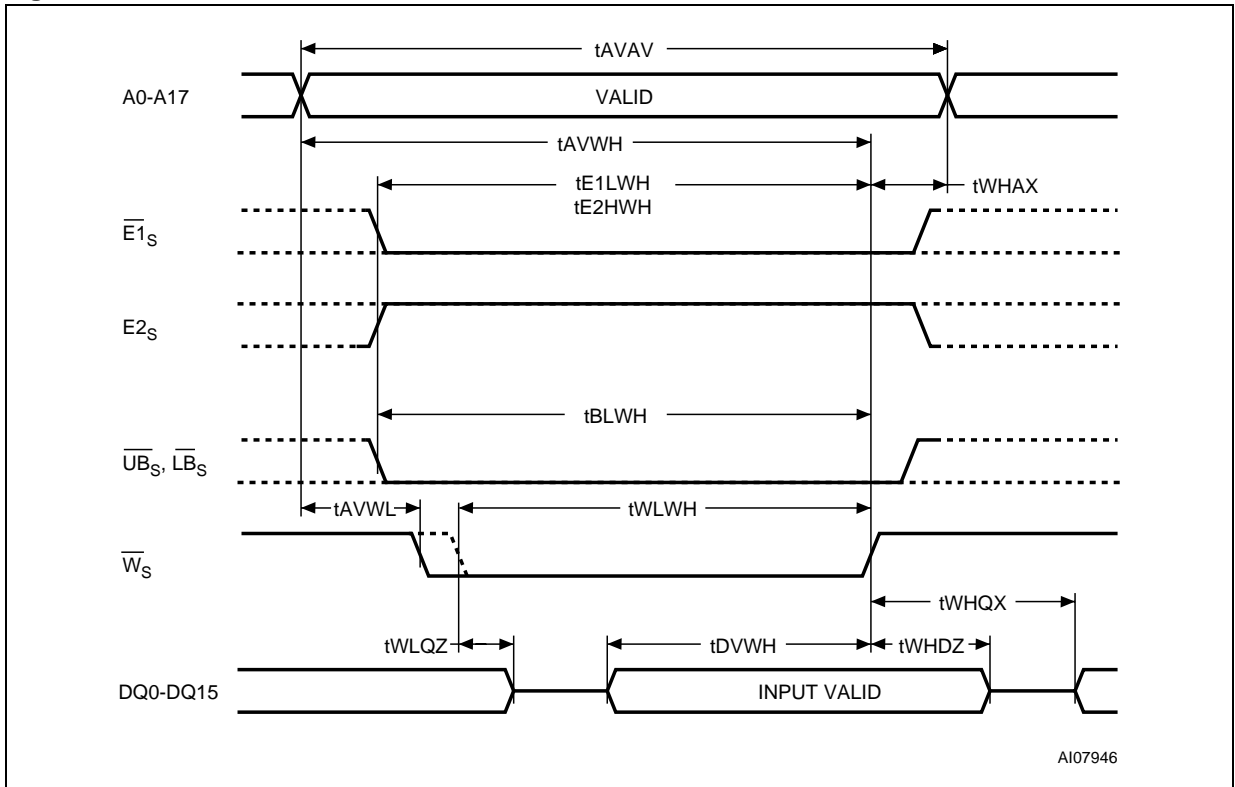 tAVAV
A0-A17
VALID
tAVWH
tE1LWH
tE2HWH
tWHAX
E1S
E2S
tBLWH
UBS, LBS
tAVWL
tWLWH
WS
tWHQX
tWLQZ
tDVWH
tWHDZ
DQ0-DQ15
INPUT VALID
AI07946